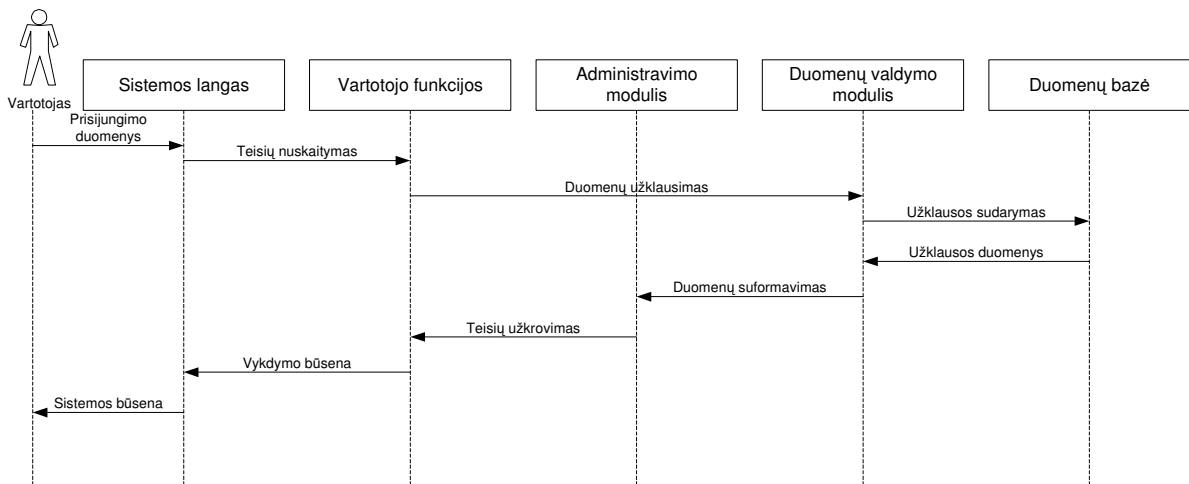 Vartotojas
Sistemos langas
Vartotojo funkcijos
Administravimo
modulis
Duomenų valdymo
modulis
Duomenų bazė
Prisijungimo
duomenys
Teisių nuskaitymas
Duomenų užklausimas
Užklausos sudarymas
Užklausos duomenys
Duomenų suformavimas
Teisių užkrovimas
Vykdymo būsena
Sistemos būsena